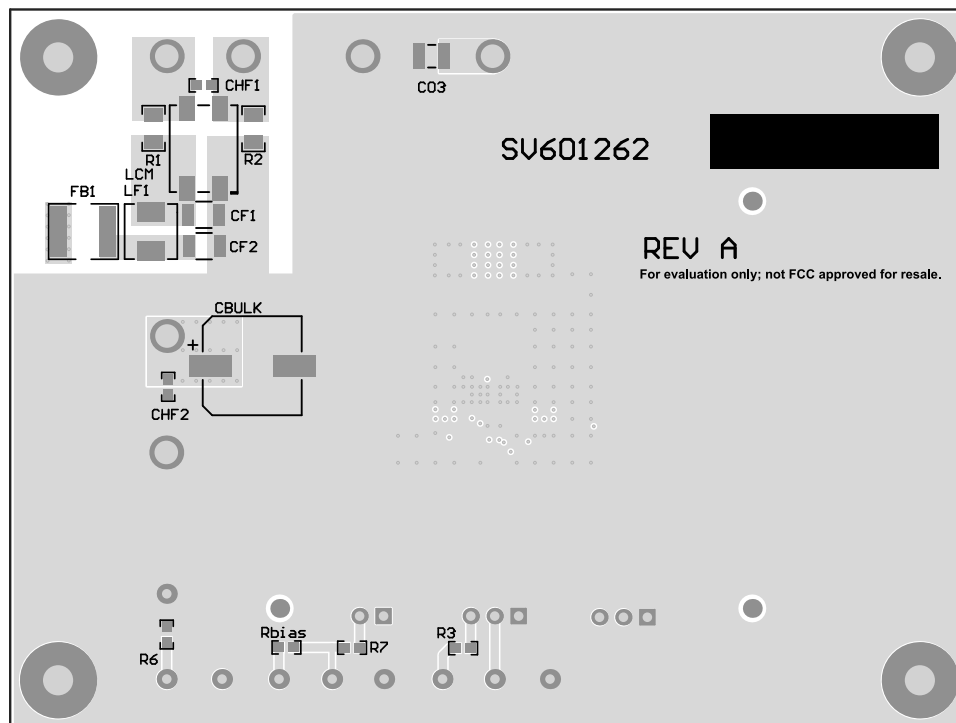 CHF1
CO3
R1
R2
LCM
LF1
FB1
CF1
CF2
SV601262
REV A
For evaluation only; not FCC approved for resale.
CBULK
+
CHF2
Rbias
R7
R3
R6